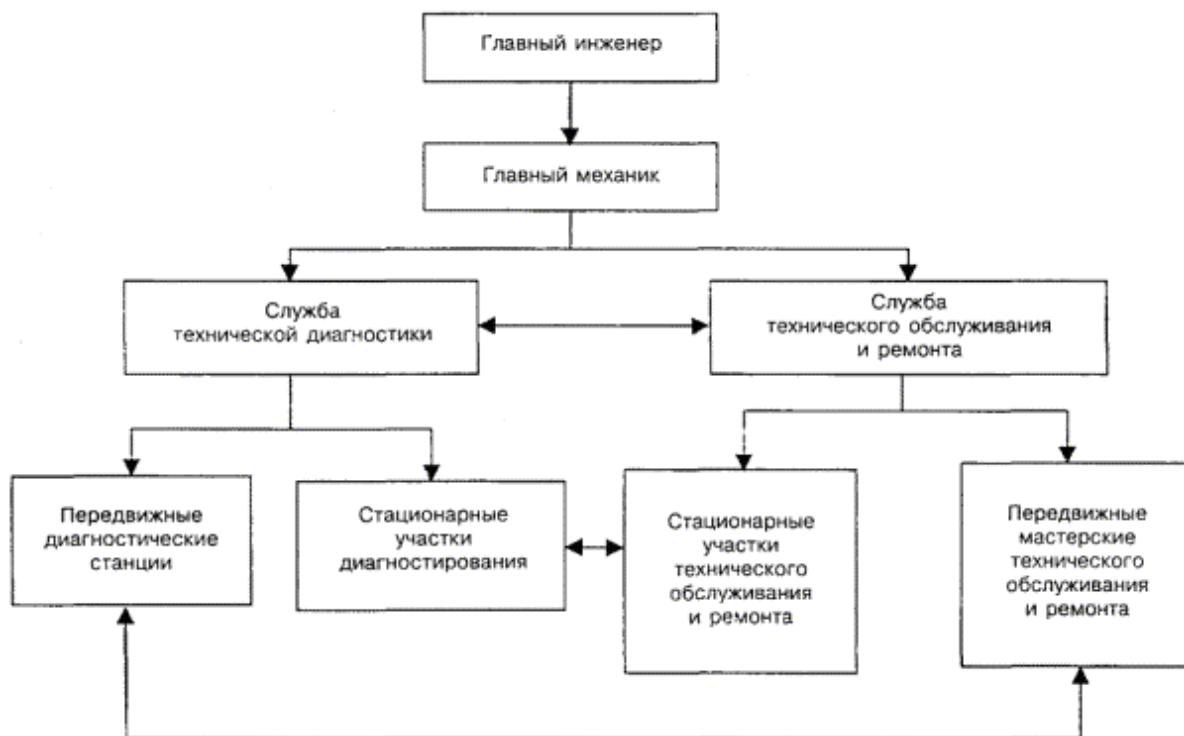 Главный инженер
Главный механик
Служба
технической диагностики
Служба
технического обслуживания
и ремонта
Передвижные
диагностические
станции
Стационарные
участки
диагностирования
Стационарные
участки
технического
обслуживания
и ремонта
Передвижные
мастерские
технического
обслуживания
и ремонта